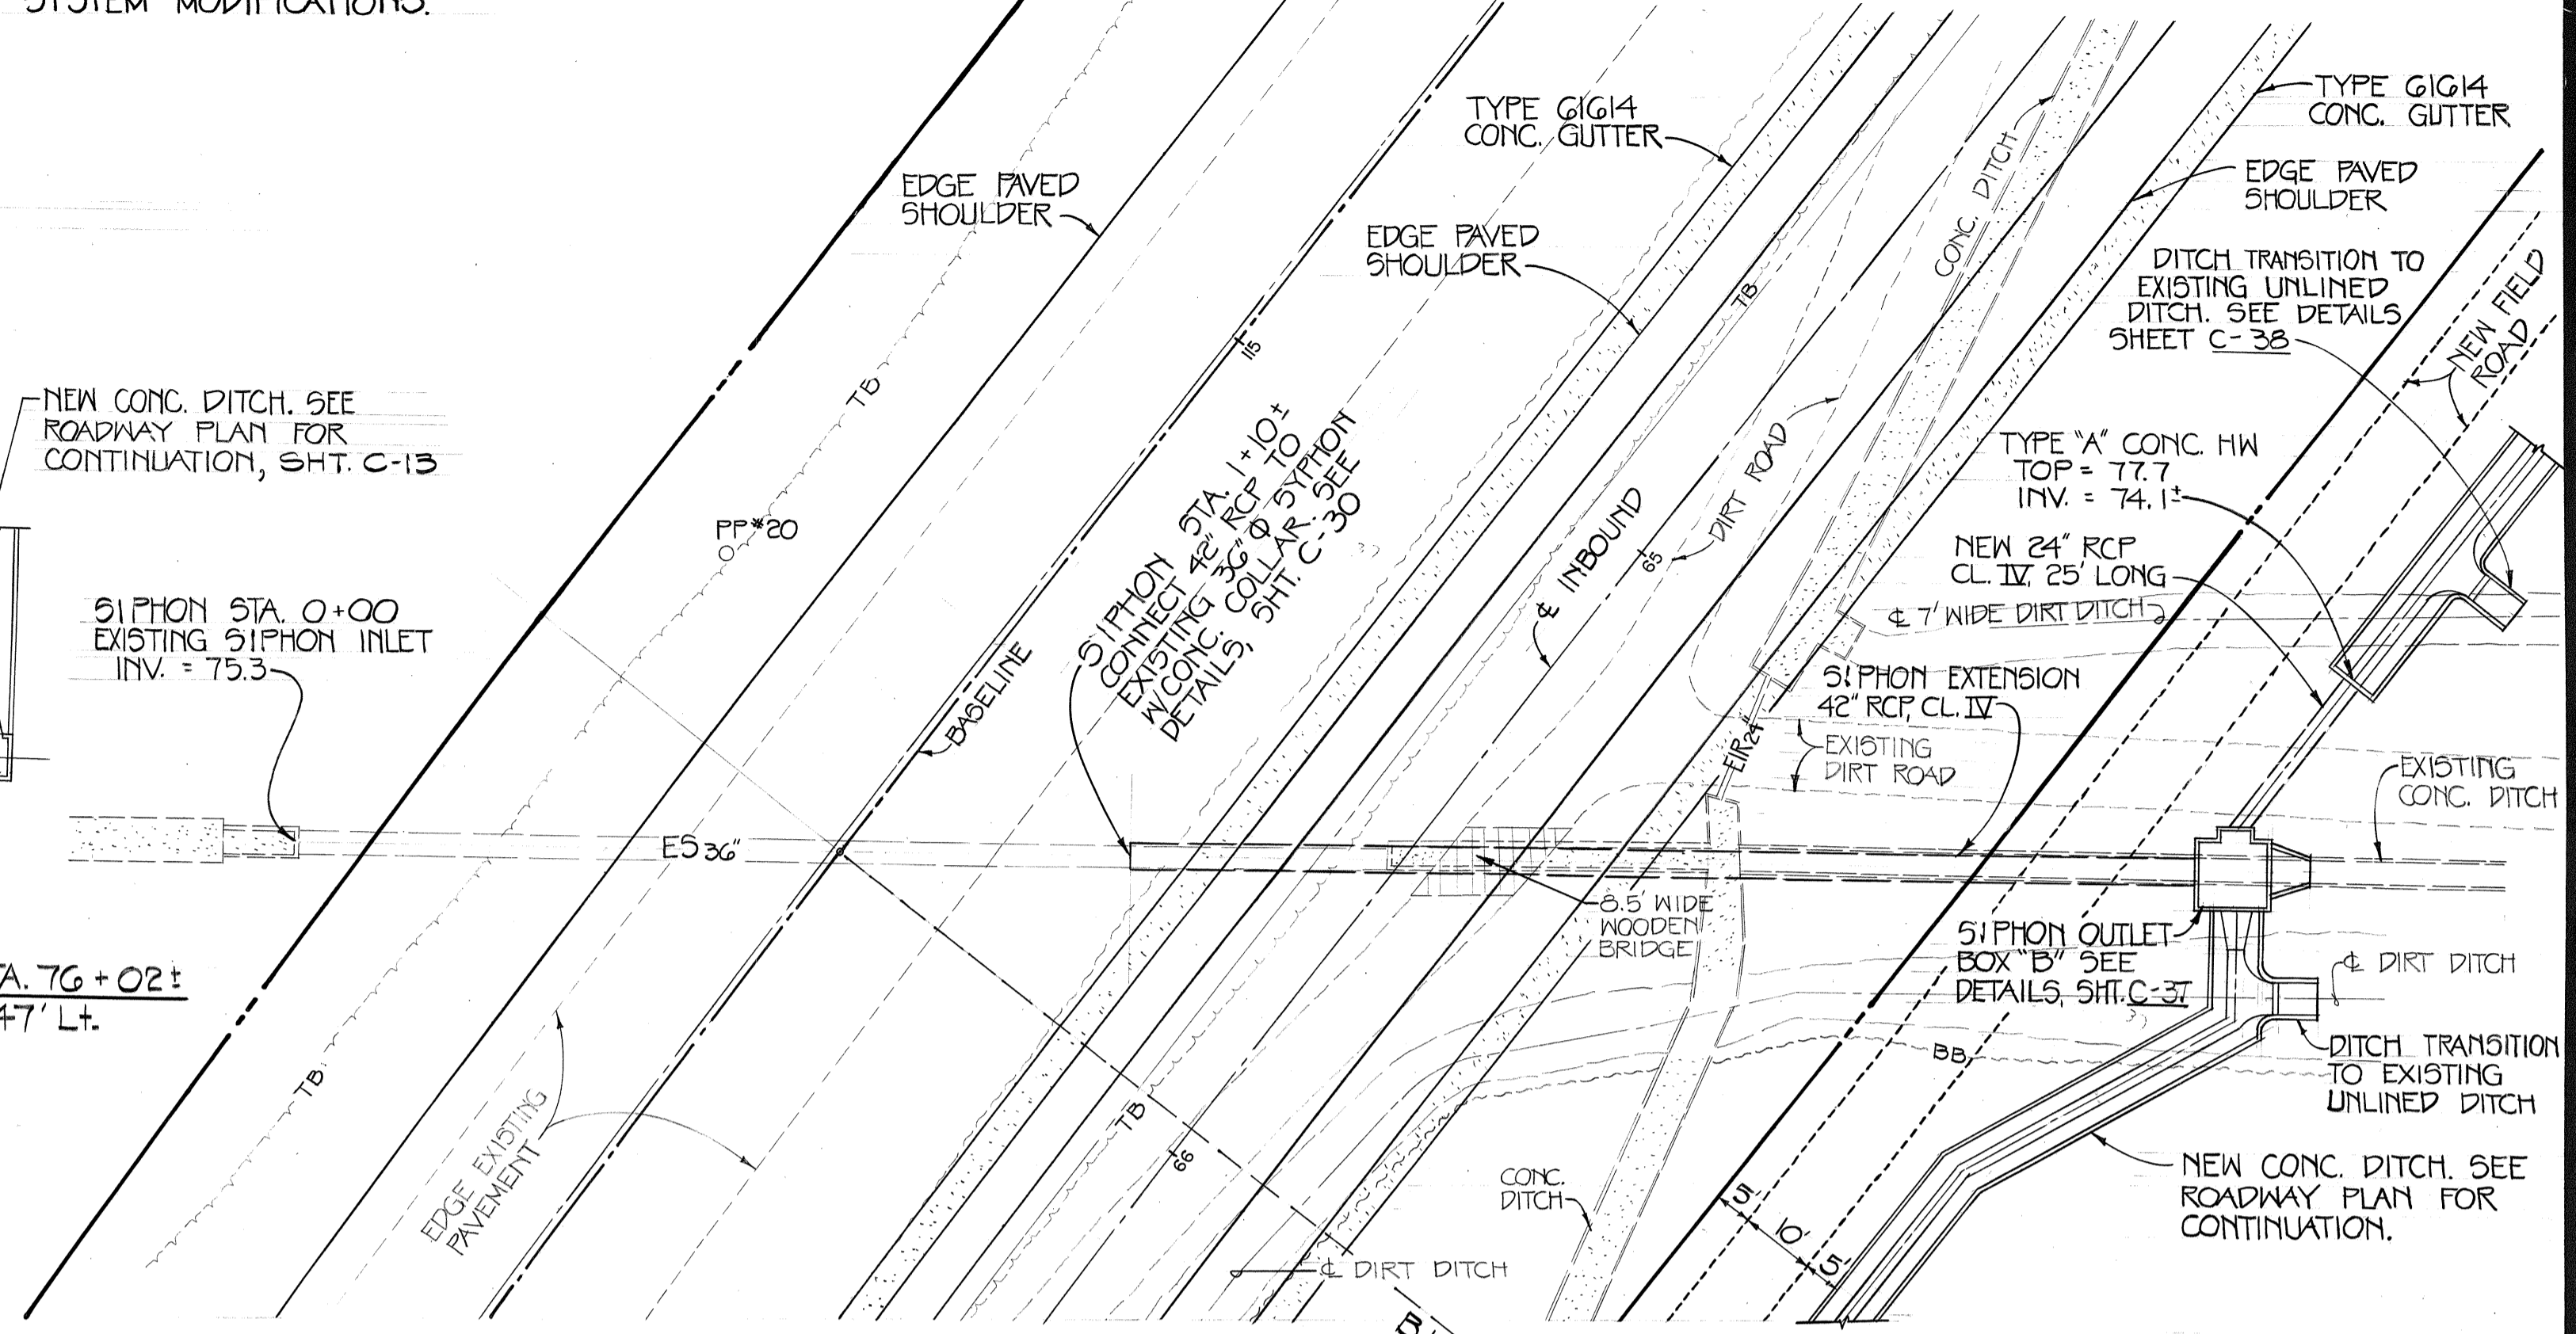 SYSTEM MODIFICATIONS.
TYPE G1G14
CONC. GUTTER
TYPE G1G14
CONC. GUTTER
EDGE PAVED
SHOULDER
EDGE PAVED
SHOULDER
EDGE PAVED
SHOULDER
CONC. DITCH
DITCH TRANSITION TO
EXISTING UNLINED
DITCH. SEE DETAILS
SHEET C-38
NEW FIELD
ROAD
TB
TB
115
NEW CONC. DITCH. SEE
ROADWAY PLAN FOR
CONTINUATION, SHT. C-13
SIPHON STA. 1+10±
CONNECT 42" RCP TO
EXISTING 36" Φ SYPHON
W/CONC. COLLAR. SEE
DETAILS, SHT. C-30
DIRT ROAD
TYPE "A" CONC. HW
TOP = 77.7
INV. = 74.1±
PP#20
℄ INBOUND
65
NEW 24" RCP
CL. IV, 25' LONG
℄ 7' WIDE DIRT DITCH
SIPHON STA. 0+00
EXISTING SIPHON INLET
INV. = 75.3
BASELINE
SIPHON EXTENSION
42" RCP, CL. IV
EIR 24"
EXISTING
DIRT ROAD
EXISTING
CONC. DITCH
ES 36"
8.5' WIDE
WOODEN
BRIDGE
SIPHON OUTLET
BOX "B" SEE
DETAILS, SHT. C-37
℄ DIRT DITCH
A. 76+02±
47' Lt.
BB
DITCH TRANSITION
TO EXISTING
UNLINED DITCH
TB
TB
EDGE EXISTING
PAVEMENT
66
CONC.
DITCH
NEW CONC. DITCH. SEE
ROADWAY PLAN FOR
CONTINUATION.
5'
10'
5'
℄ DIRT DITCH